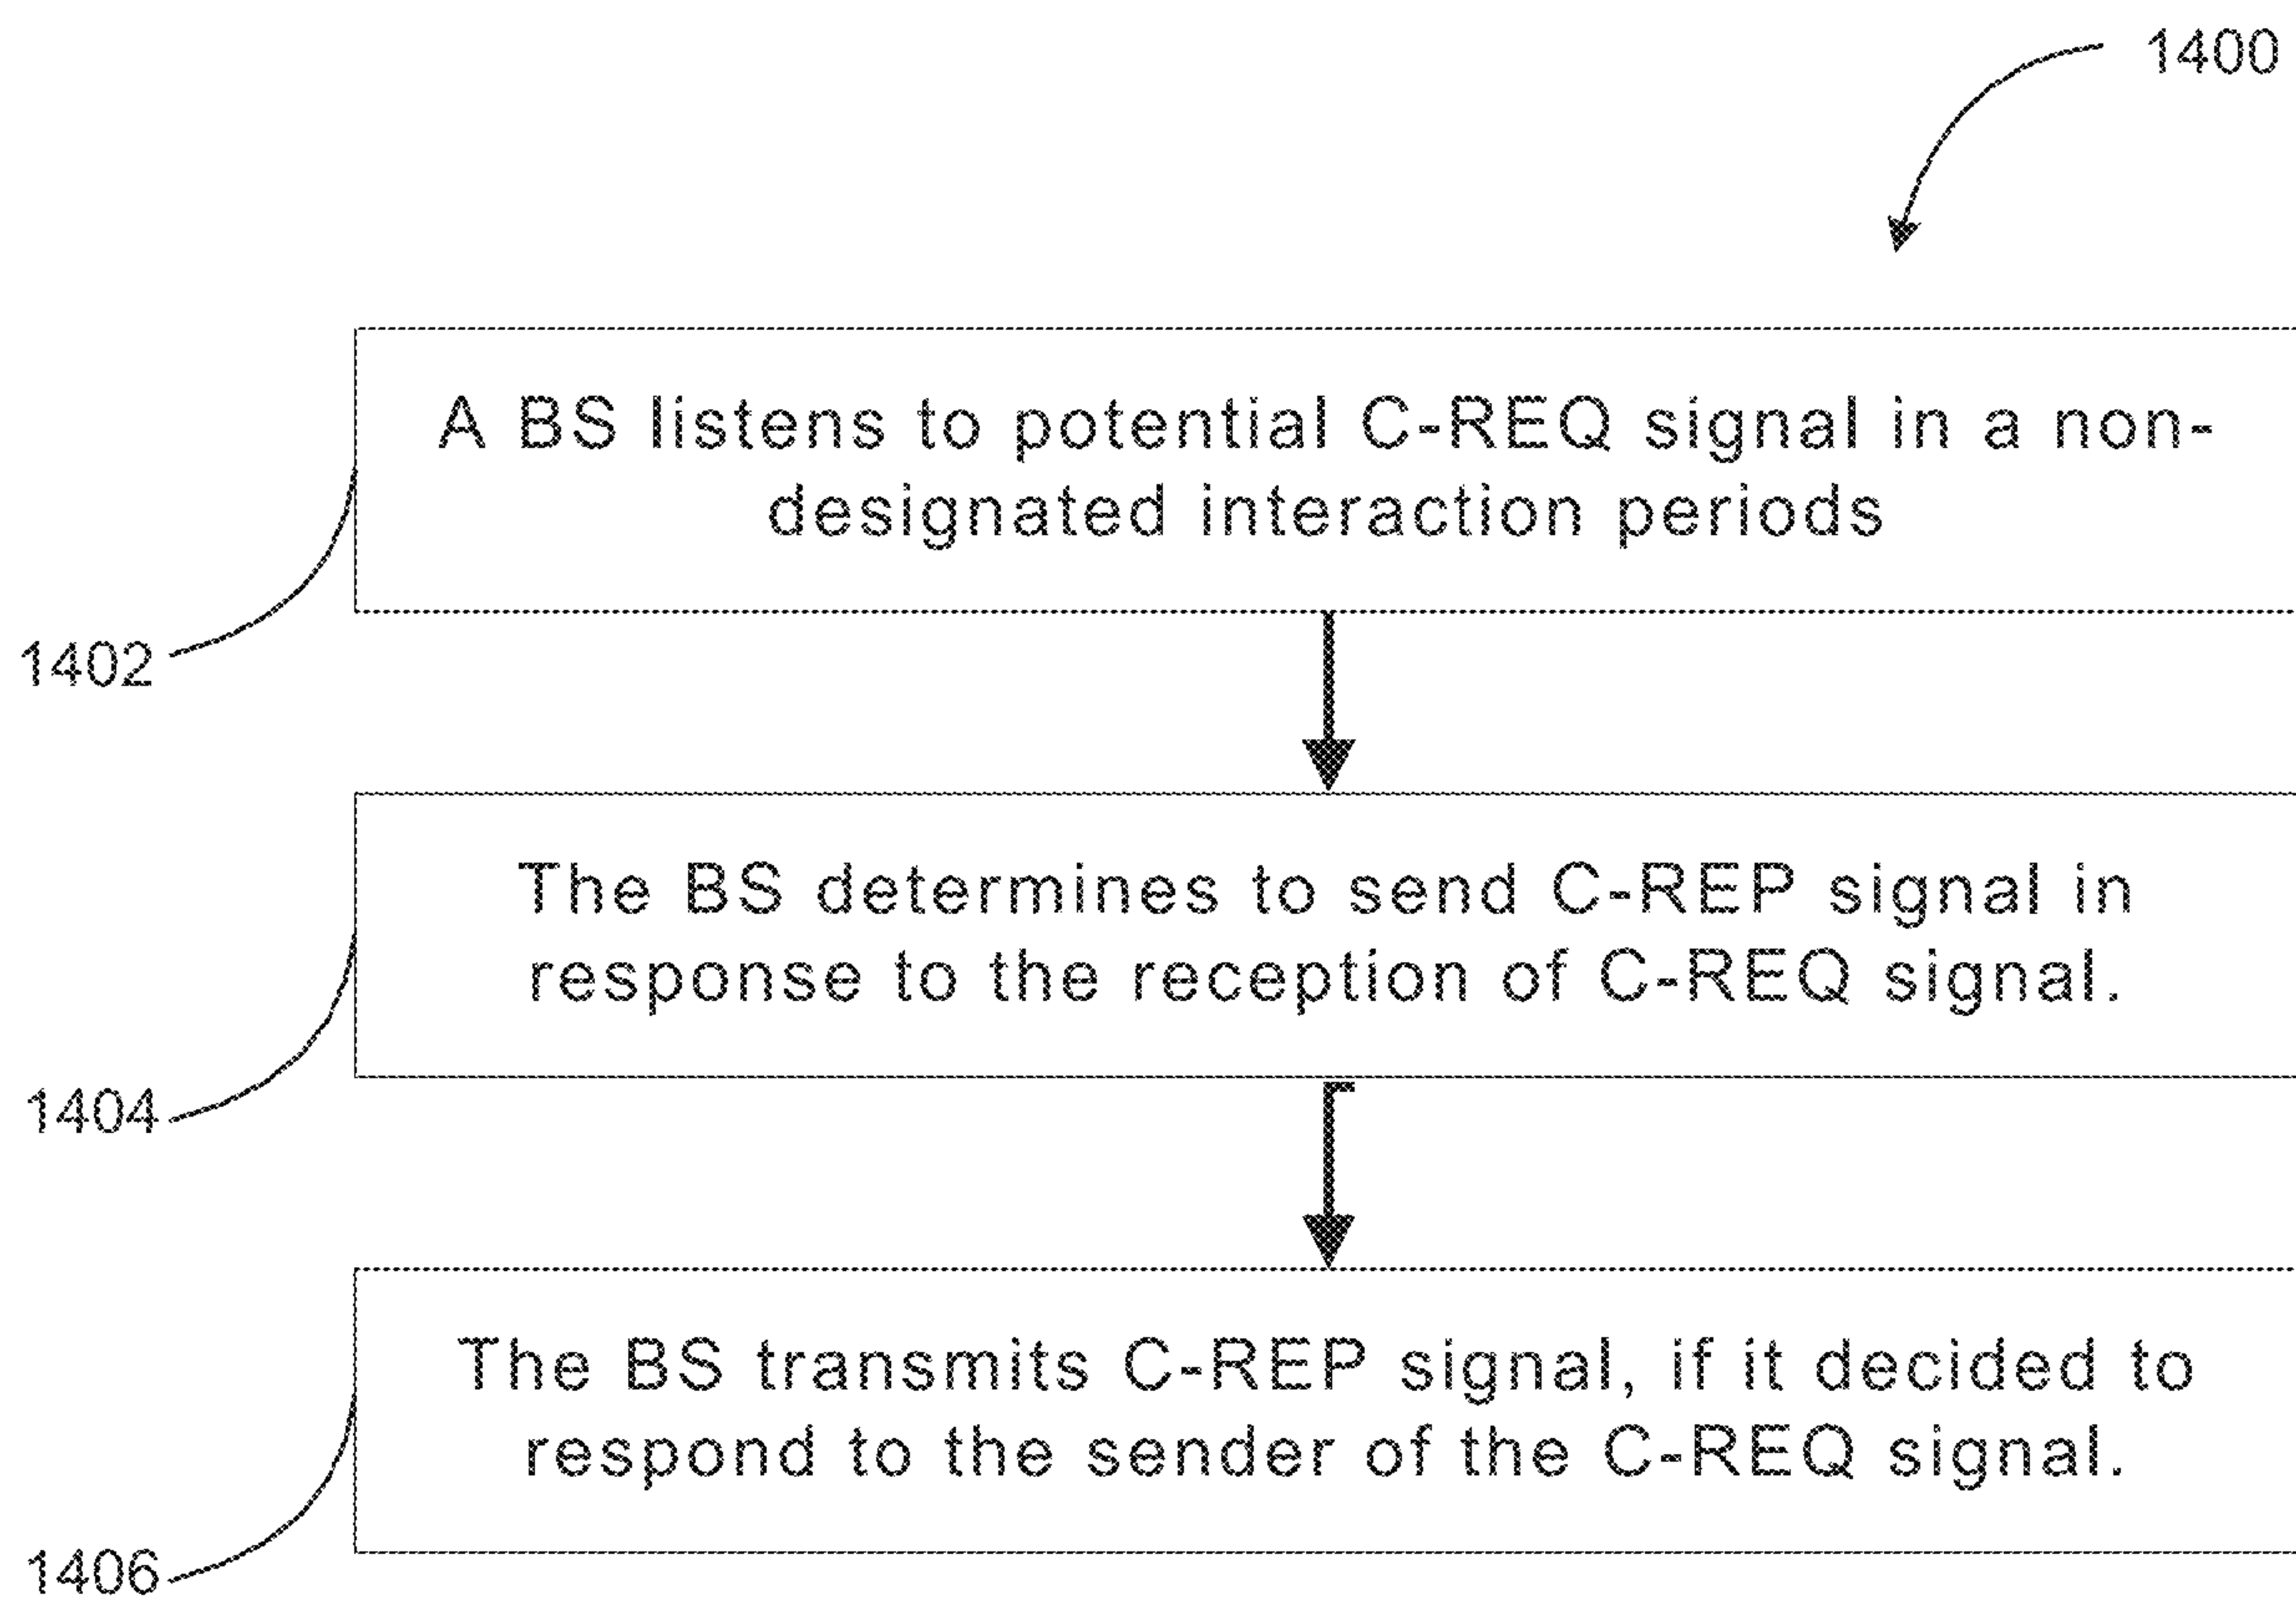 1400
A BS listens to potential C-REQ signal in a non-
designated interaction periods
1402
The BS determines to send C-REP signal in
response to the reception of C-REQ signal.
1404
The BS transmits C-REP signal, if it decided to
respond to the sender of the C-REQ signal.
1406